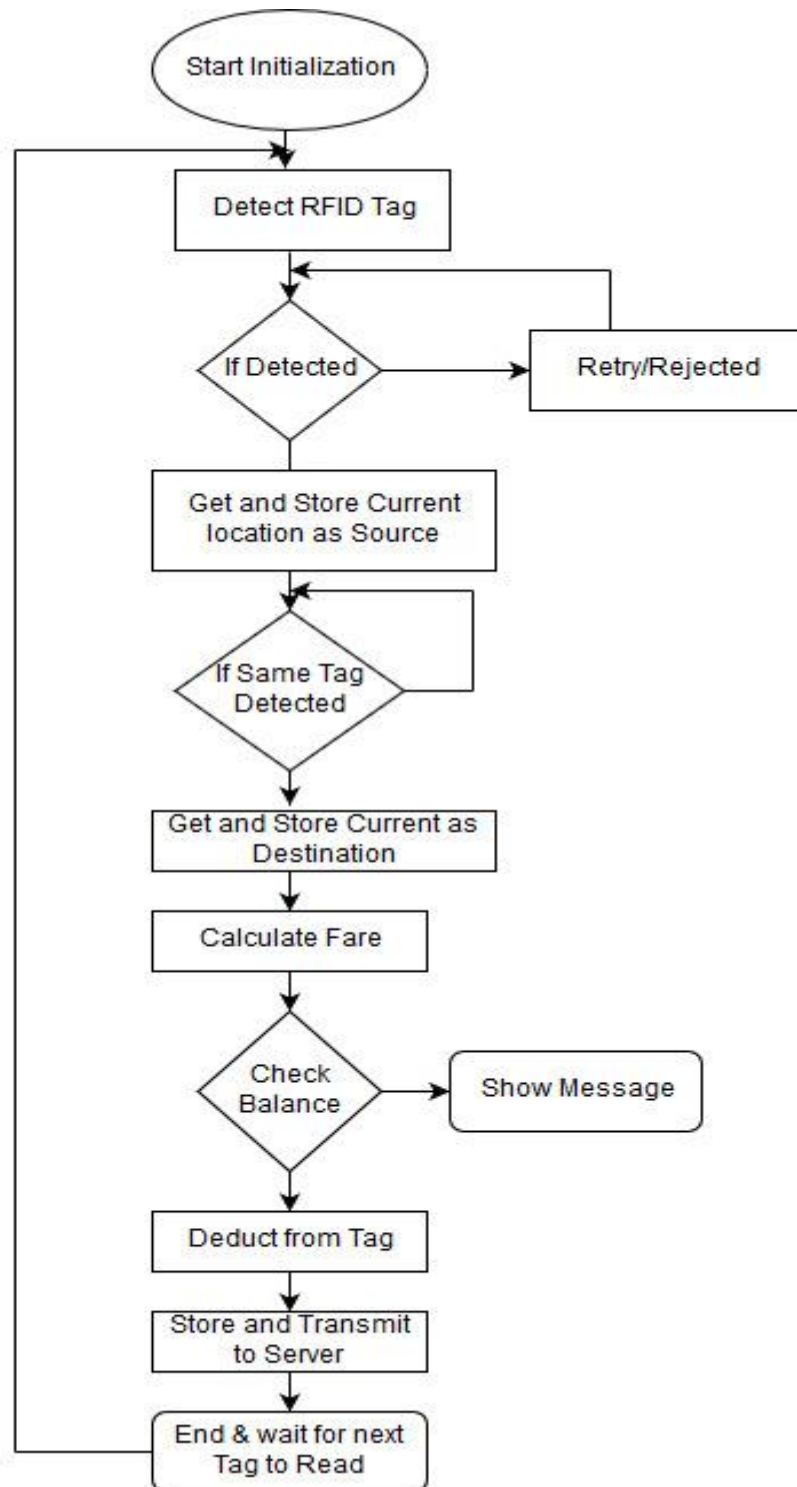 Start Initialization
Detect RFID Tag
If Detected
Retry/Rejected
Get and Store Current
location as Source
If Same Tag
Detected
Get and Store Current as
Destination
Calculate Fare
Check
Balance
Show Message
Deduct from Tag
Store and Transmit
to Server
End & wait for next
Tag to Read